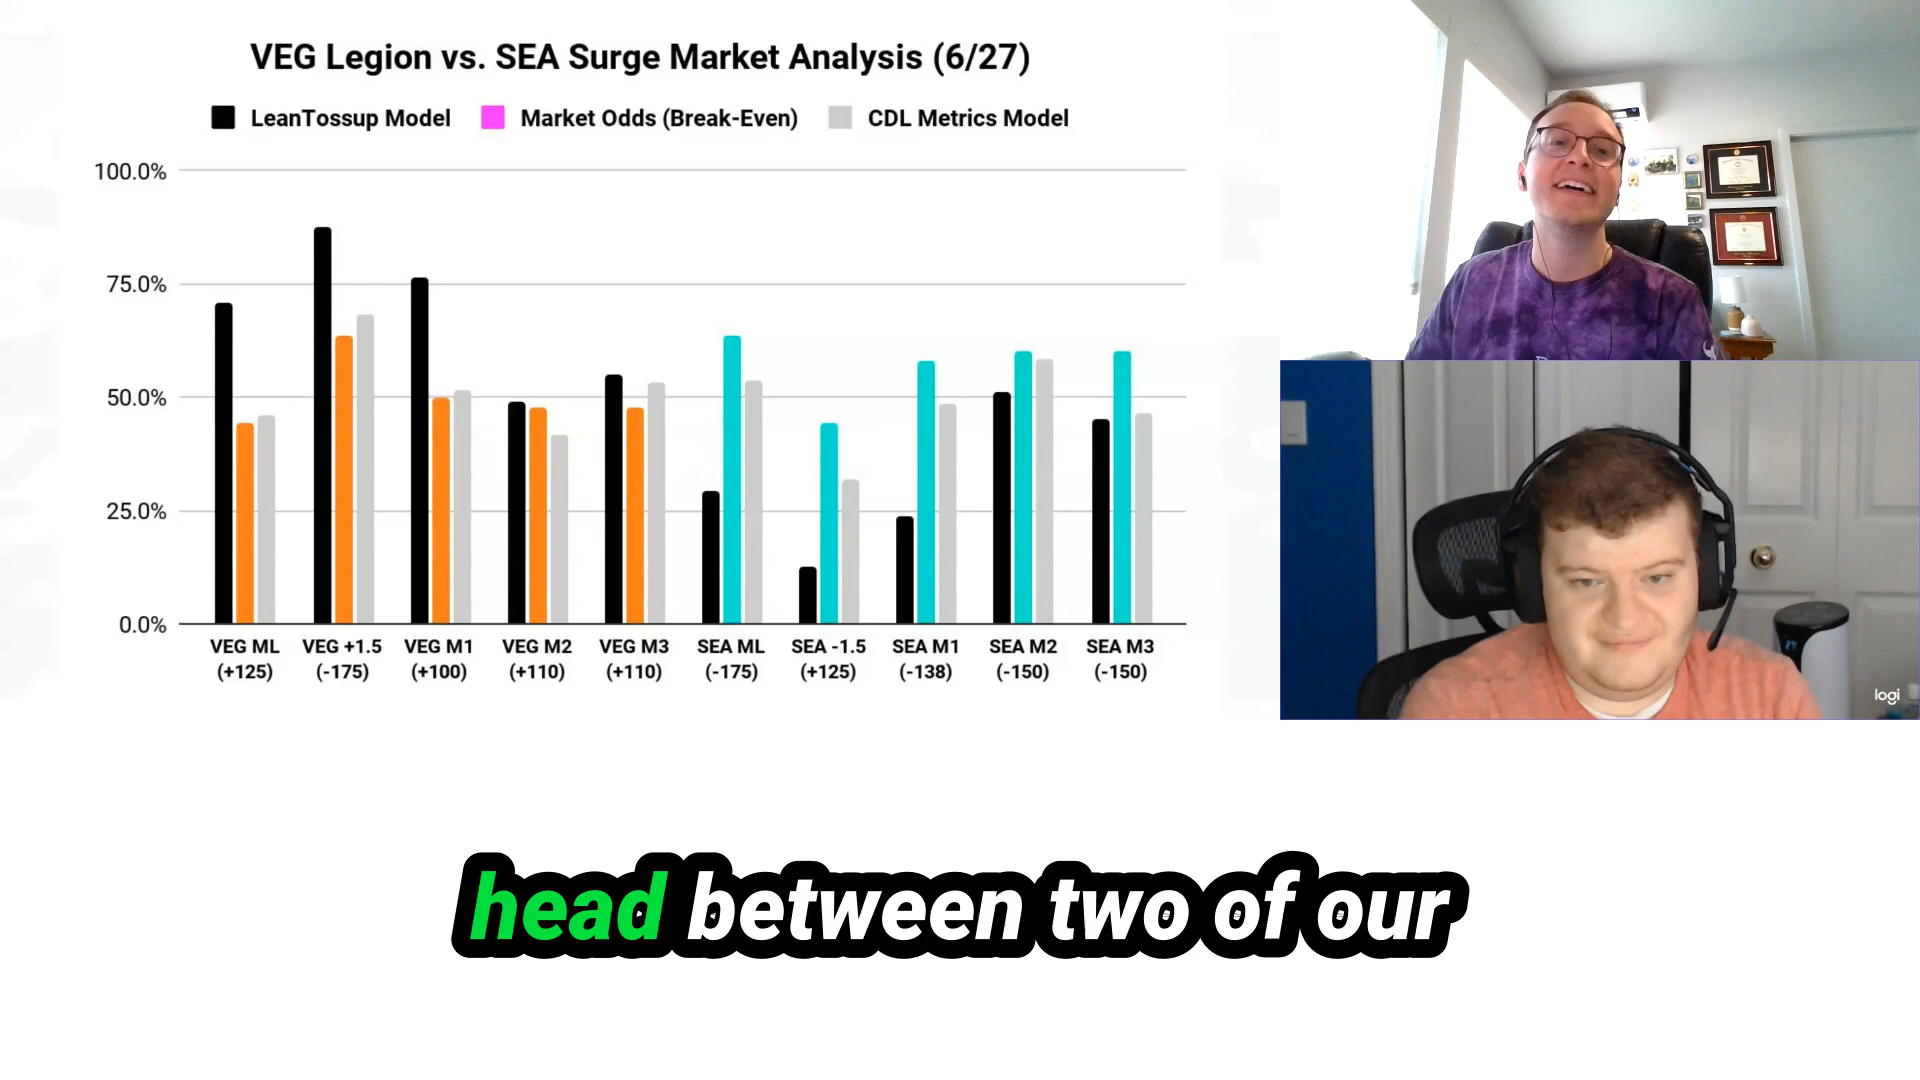 VEG Legion vs. SEA Surge Market Analysis (6/27)
LeanTossup Model Market Odds (Break-Even) CDL Metrics Model
100.0%
75.0%
50.0%
25.0%
0.0%
VEG ML VEG +1.5 VEG M1 VEG M2 VEG M3 SEA ML SEA -1.5 SEA M1 SEA M2 SEA M3
(+125) (-175) (+100) (+110) (+110) (-175) (+125) (-138) (-150) (-150)
logi
head between two of our